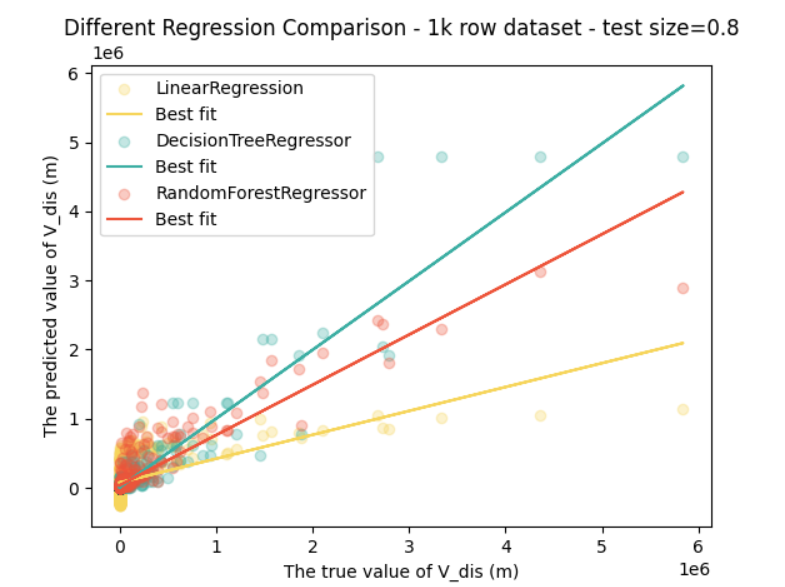 Different Regression Comparison - 1k row dataset - test size=0.8
1e6
6
5
4
3
2
1
0
The predicted value of V_dis (m)
LinearRegression
Best fit
DecisionTreeRegressor
Best fit
RandomForestRegressor
Best fit
0 1 2 3 4 5 6
1e6
The true value of V_dis (m)